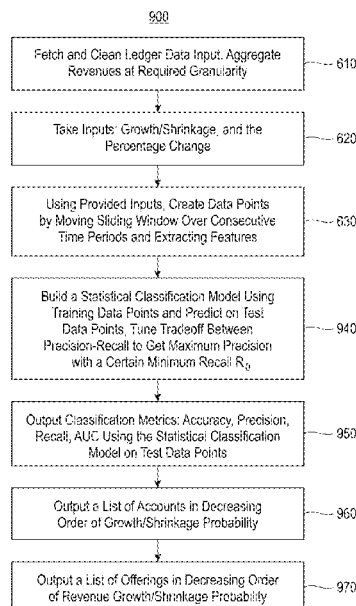 900
Fetch and Clean Ledger Data Input. Aggregate
Revenues at Required Granularity
610
Take Inputs: Growth/Shrinkage, and the
Percentage Change
620
Using Provided Inputs, Create Data Points
by Moving Sliding Window Over Consecutive
Time Periods and Extracting Features
630
Build a Statistical Classification Model Using
Training Data Points and Predict on Test
Data Points, Tune Tradeoff Between
Precision-Recall to Get Maximum Precision
with a Certain Minimum Recall R0
940
Output Classification Metrics: Accuracy, Precision,
Recall, AUC Using the Statistical Classification
Model on Test Data Points
950
Output a List of Accounts in Decreasing
Order of Growth/Shrinkage Probability
960
Output a List of Offerings in Decreasing Order
of Revenue Growth/Shrinkage Probability
970